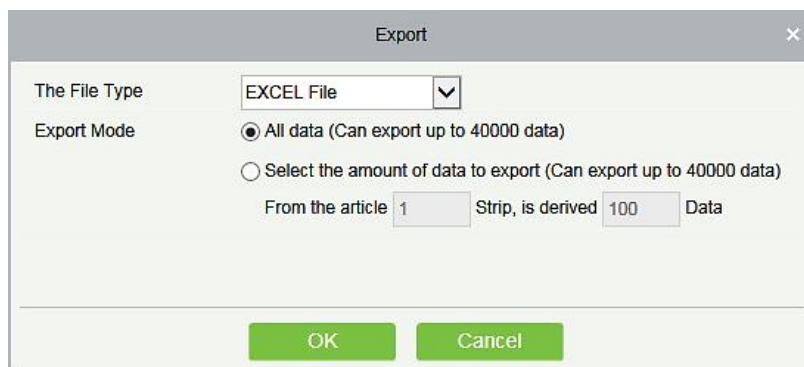 Export
The File Type EXCEL File
Export Mode All data (Can export up to 40000 data)
Select the amount of data to export (Can export up to 40000 data)
From the article 1 Strip, is derived 100 Data
OK Cancel